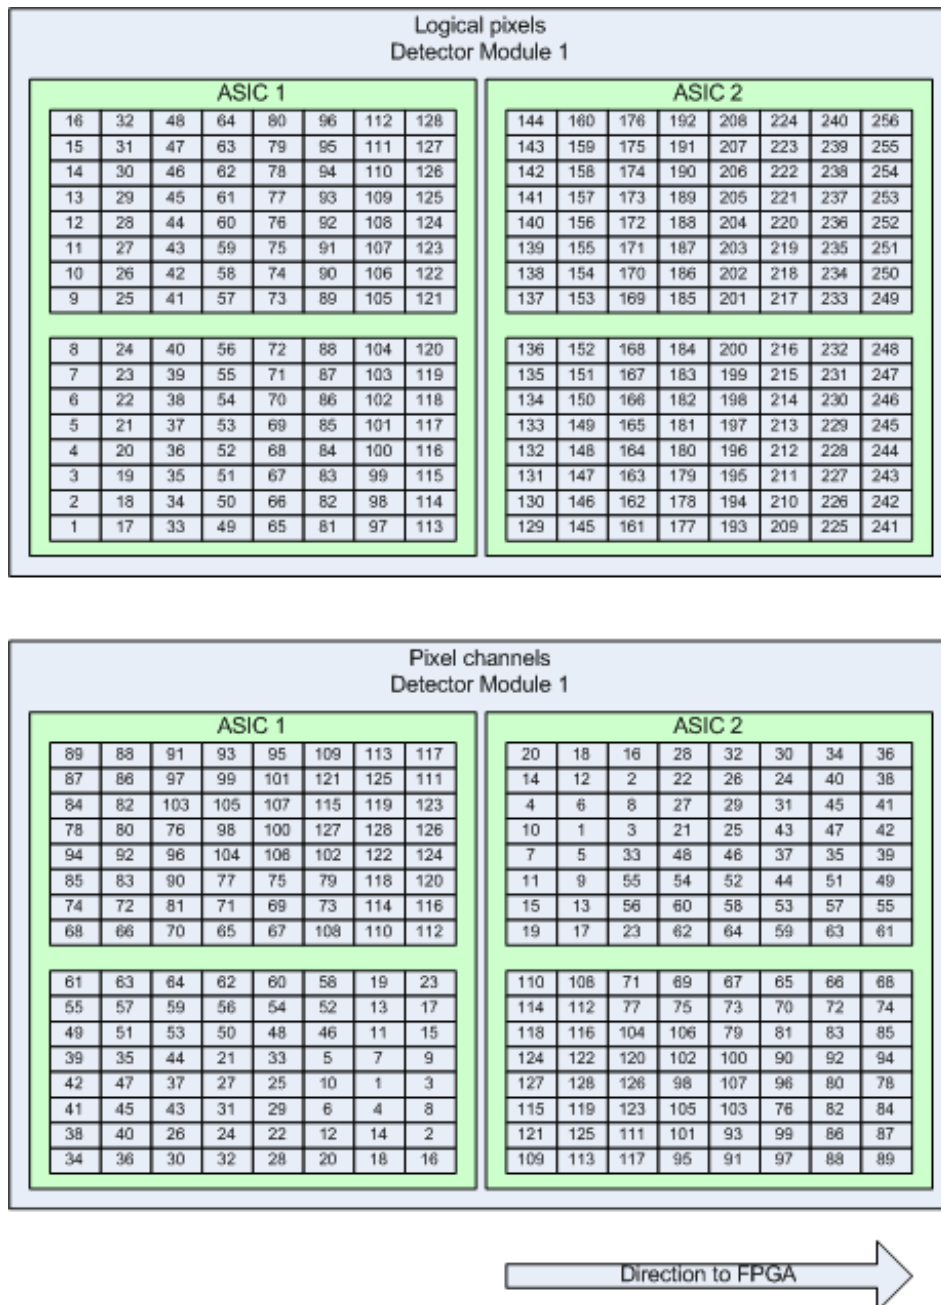 Logical pixels
Detector Module 1
ASIC 1 ASIC 2
16 32 48 64 80 96 112 128 144 160 176 192 208 224 240 256
15 31 47 63 79 95 111 127 143 159 175 191 207 223 239 255
14 30 46 62 78 94 110 126 142 158 174 190 206 222 238 254
13 29 45 61 77 93 109 125 141 157 173 189 205 221 237 253
12 28 44 60 76 92 108 124 140 156 172 188 204 220 236 252
11 27 43 59 75 91 107 123 139 155 171 187 203 219 235 251
10 26 42 58 74 90 106 122 138 154 170 186 202 218 234 250
9 25 41 57 73 89 105 121 137 153 169 185 201 217 233 249
8 24 40 56 72 88 104 120 136 152 168 184 200 216 232 248
7 23 39 55 71 87 103 119 135 151 167 183 199 215 231 247
6 22 38 54 70 86 102 118 134 150 166 182 198 214 230 246
5 21 37 53 69 85 101 117 133 149 165 181 197 213 229 245
4 20 36 52 68 84 100 116 132 148 164 180 196 212 228 244
3 19 35 51 67 83 99 115 131 147 163 179 195 211 227 243
2 18 34 50 66 82 98 114 130 146 162 178 194 210 226 242
1 17 33 49 65 81 97 113 129 145 161 177 193 209 225 241
Pixel channels
Detector Module 1
ASIC 1 ASIC 2
89 88 91 93 95 109 113 117 20 18 16 28 32 30 34 36
87 86 97 99 101 121 125 111 14 12 2 22 26 24 40 38
84 82 103 105 107 115 119 123 4 6 8 27 29 31 45 41
78 80 76 98 100 127 128 126 10 1 3 21 25 43 47 42
94 92 96 104 106 102 122 124 7 5 33 48 46 37 35 39
85 83 90 77 75 79 118 120 11 9 55 54 52 44 51 49
74 72 81 71 69 73 114 116 15 13 56 60 58 53 57 55
68 66 70 65 67 108 110 112 19 17 23 62 64 59 63 61
61 63 64 62 60 58 19 23 110 108 71 69 67 65 66 68
55 57 59 56 54 52 13 17 114 112 77 75 73 70 72 74
49 51 53 50 48 46 11 15 118 116 104 106 79 81 83 85
39 35 44 21 33 5 7 9 124 122 120 102 100 90 92 94
42 47 37 27 25 10 1 3 127 128 126 98 107 96 80 78
41 45 43 31 29 6 4 8 115 119 123 105 103 76 82 84
38 40 26 24 22 12 14 2 121 125 111 101 93 99 86 87
34 36 30 32 28 20 18 16 109 113 117 95 91 97 88 89
Direction to FPGA